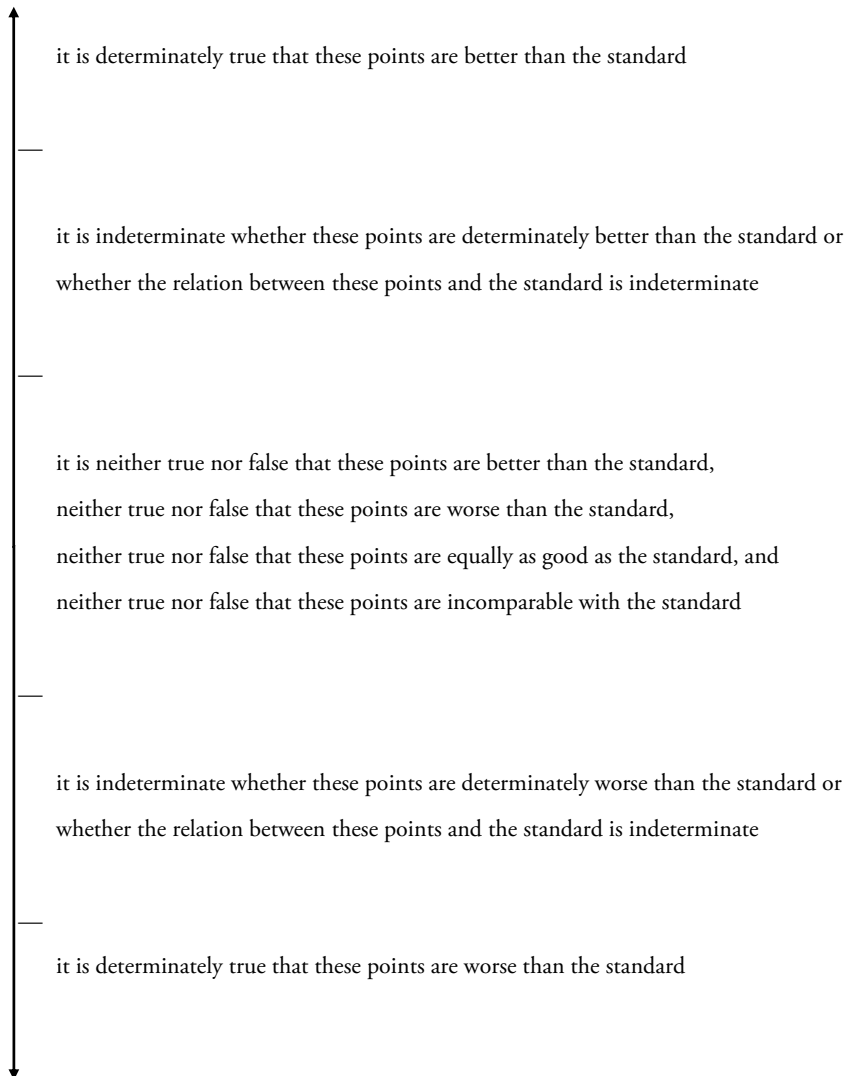 it is determinately true that these points are better than the standard
it is indeterminate whether these points are determinately better than the standard or
whether the relation between these points and the standard is indeterminate
it is neither true nor false that these points are better than the standard,
neither true nor false that these points are worse than the standard,
neither true nor false that these points are equally as good as the standard, and
neither true nor false that these points are incomparable with the standard
it is indeterminate whether these points are determinately worse than the standard or
whether the relation between these points and the standard is indeterminate
it is determinately true that these points are worse than the standard